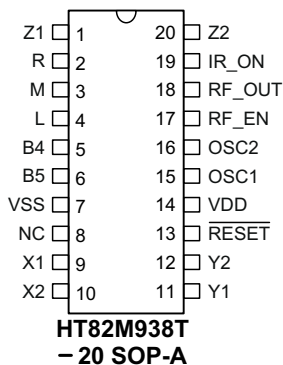 Z1 1 20 Z2
R 2 19 IR_ON
M 3 18 RF_OUT
L 4 17 RF_EN
B4 5 16 OSC2
B5 6 15 OSC1
VSS 7 14 VDD
NC 8 13 RESET
X1 9 12 Y2
X2 10 11 Y1
HT82M938T
－20 SOP-A